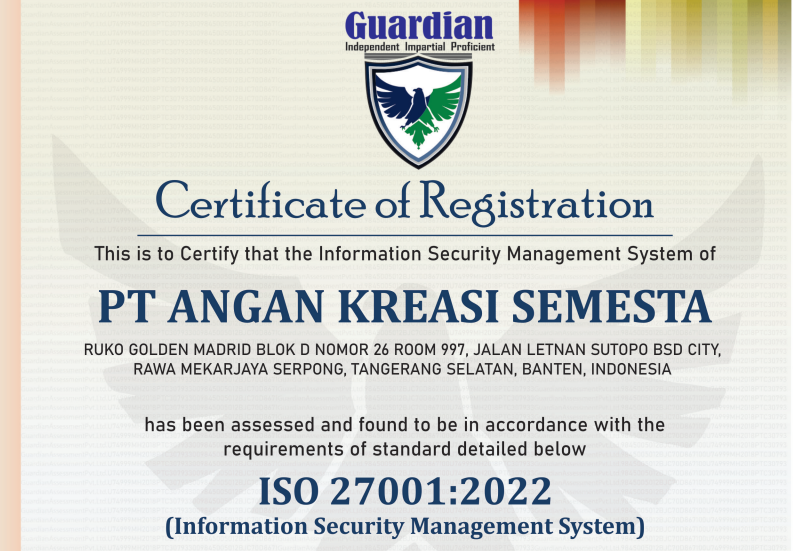 Guardian
Independent Impartial Proficient
Certificate of Registration
This is to Certify that the Information Security Management System of
PT ANGAN KREASI SEMESTA
RUKO GOLDEN MADRID BLOK D NOMOR 26 ROOM 997, JALAN LETNAN SUTOPO BSD CITY,
RAWA MEKARJAYA SERPONG, TANGERANG SELATAN, BANTEN, INDONESIA
has been assessed and found to be in accordance with the
requirements of standard detailed below
ISO 27001:2022
(Information Security Management System)